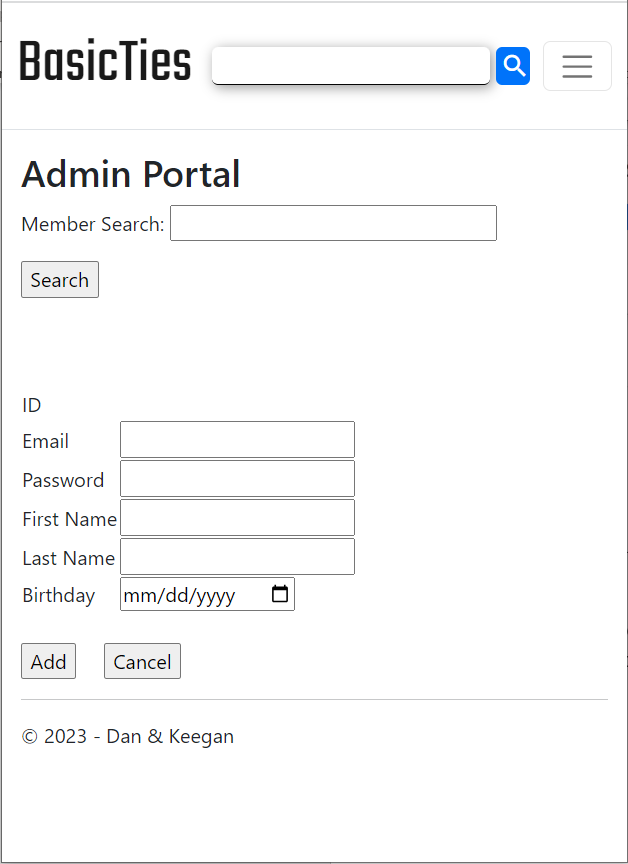 BasicTies
Admin Portal
Member Search:
Search
ID
Email
Password
First Name
Last Name
Birthday mm/dd/yyyy
Add Cancel
© 2023 - Dan & Keegan